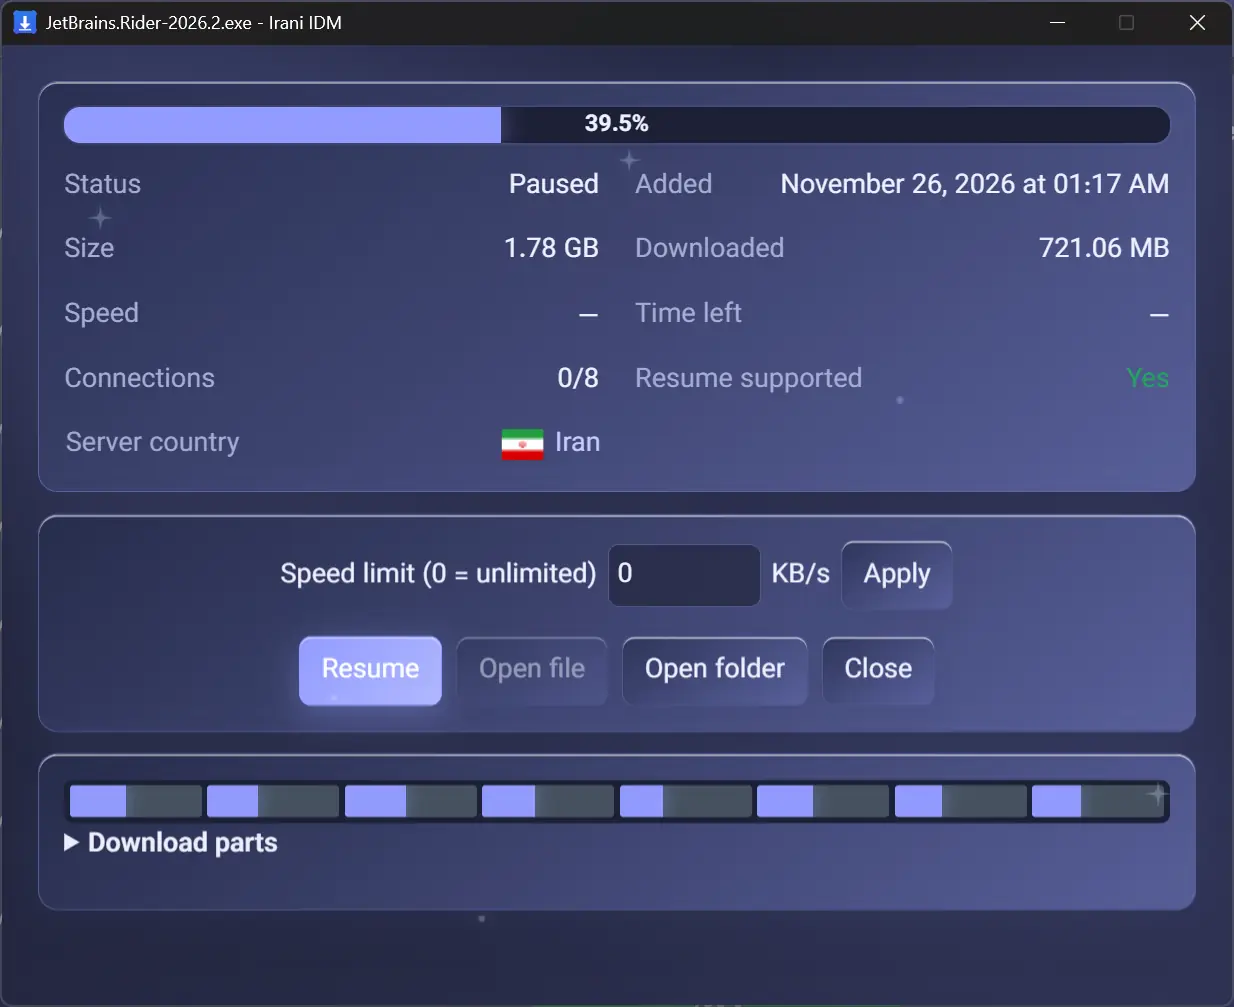 JetBrains.Rider-2026.2.exe - Irani IDM
39.5%
Status Paused Added November 26, 2026 at 01:17 AM
Size 1.78 GB Downloaded 721.06 MB
Speed — Time left —
Connections 0/8 Resume supported Yes
Server country Iran
Speed limit (0 = unlimited) 0 KB/s Apply
Resume Open file Open folder Close
Download parts